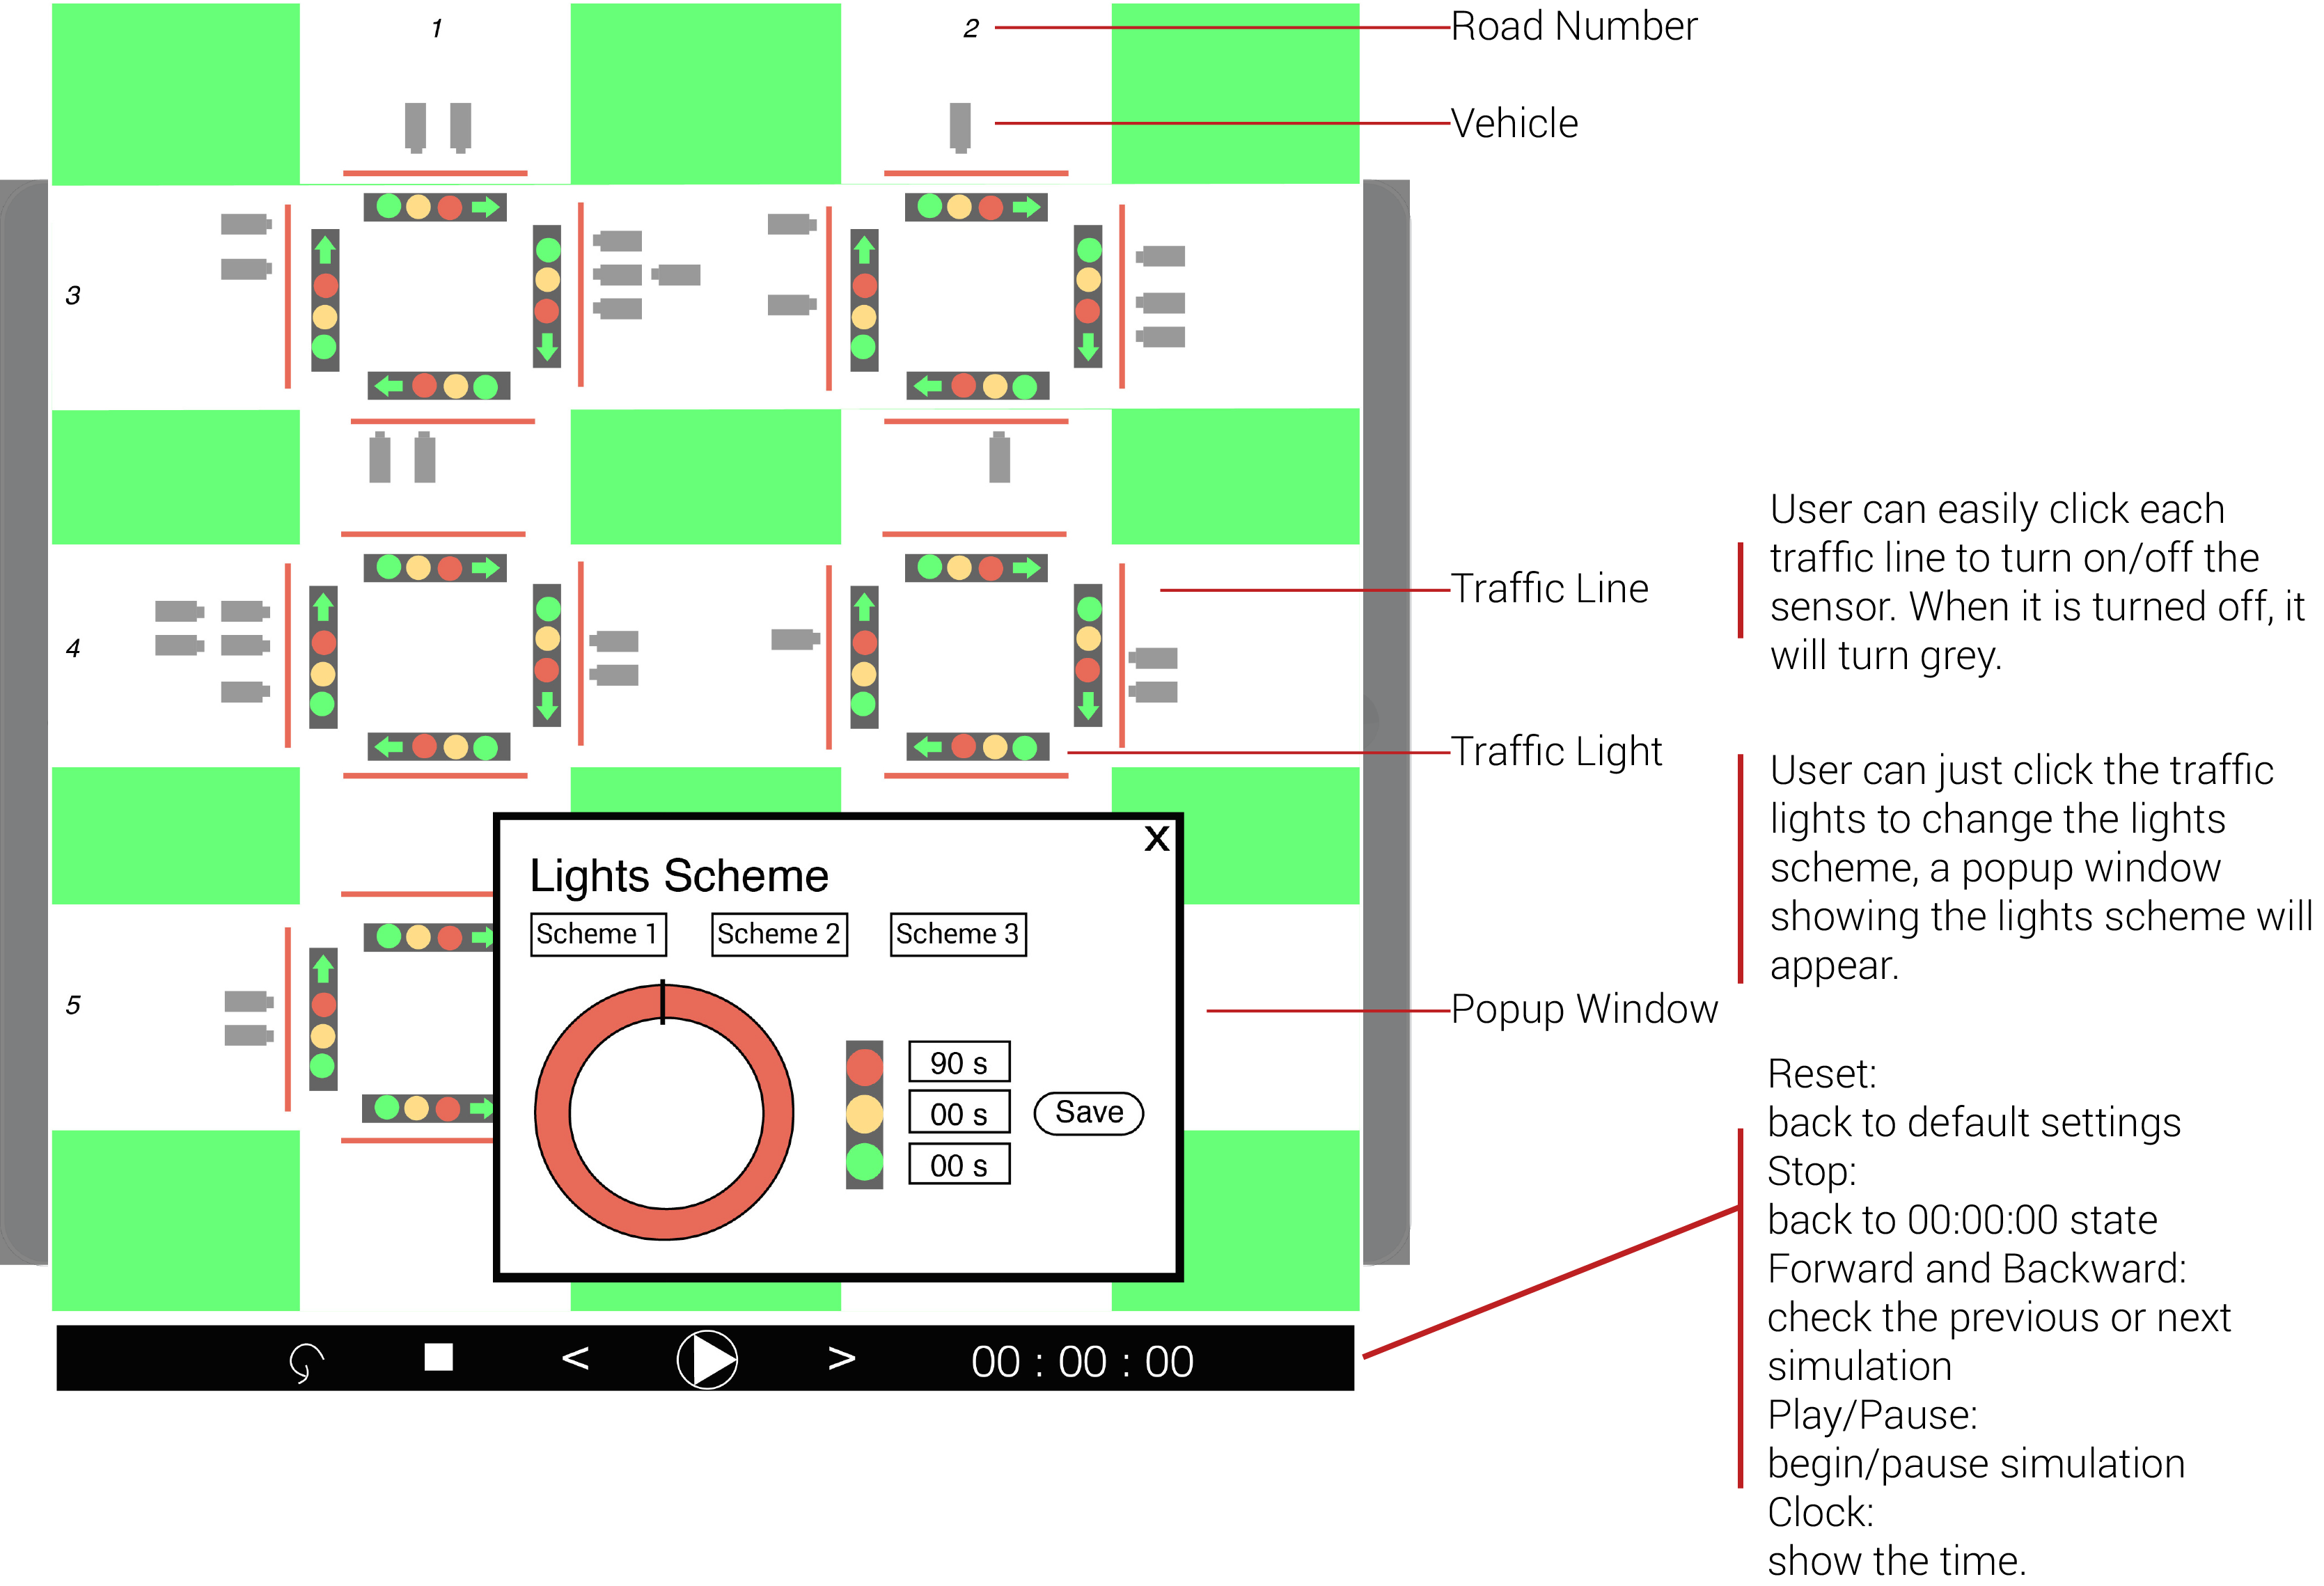 1
2
Road Number
Vehicle
3
4
5
Traffic Line
User can easily click each
traffic line to turn on/off the
sensor. When it is turned off, it
will turn grey.
Traffic Light
User can just click the traffic
lights to change the lights
scheme, a popup window
showing the lights scheme will
appear.
X
Lights Scheme
Scheme 1
Scheme 2
Scheme 3
90 s
00 s
00 s
Save
Popup Window
Reset:
back to default settings
Stop:
back to 00:00:00 state
Forward and Backward:
check the previous or next
simulation
Play/Pause:
begin/pause simulation
Clock:
show the time.
< > 00 : 00 : 00